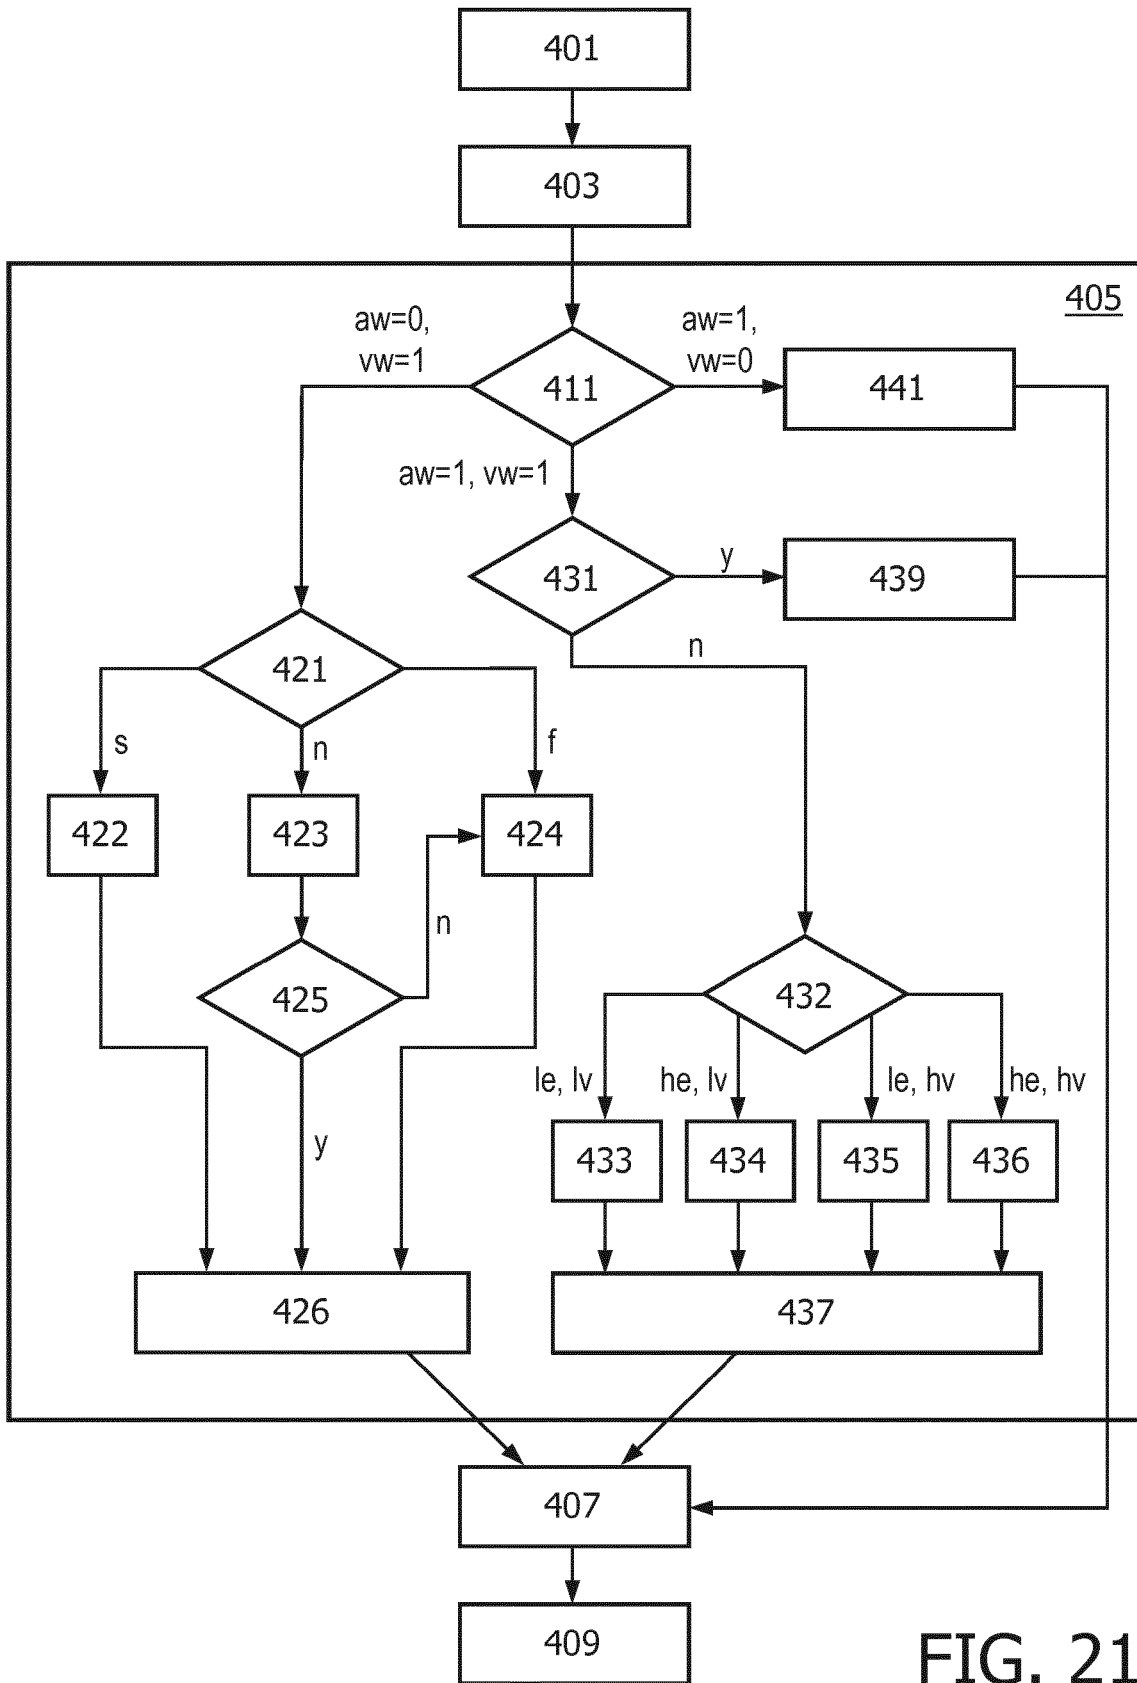 401
403
405
aw=0,
vw=1
aw=1,
vw=0
411
441
aw=1, vw=1
431
y
439
n
421
s
n
f
422
423
424
n
425
432
le, lv
he, lv
le, hv
he, hv
y
433
434
435
436
426
437
407
409
FIG. 21